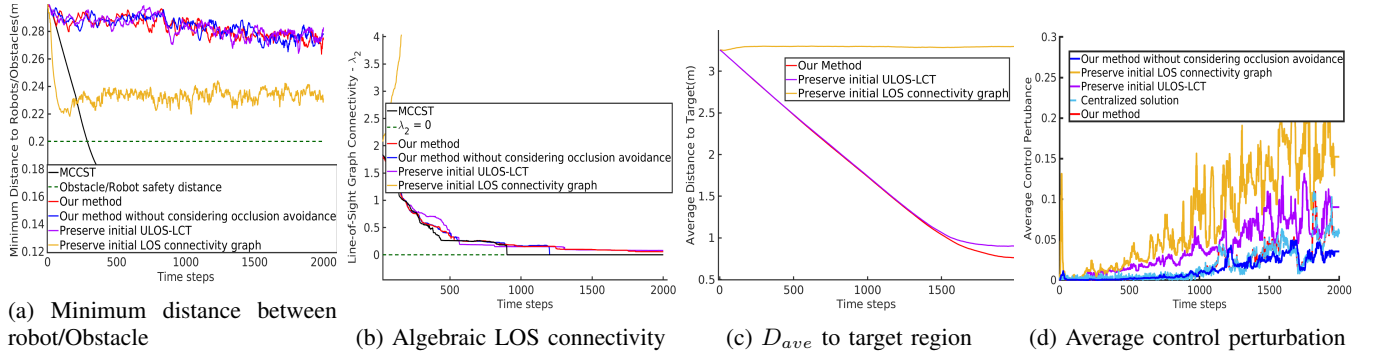 Minimum Distance to Robots/Obstacles(m
0.28
0.26
0.24
0.22
0.2
0.18
0.16
0.14
0.12
MCCST
Obstacle/Robot safety distance
Our method
Our method without considering occlusion avoidance
Preserve initial ULOS-LCT
Preserve initial LOS connectivity graph
0 500 1000 1500 2000
Time steps
(a) Minimum distance between
robot/Obstacle
Line-of-Sight Graph Connectivity - λ₂
4
3.5
3
2.5
2
1.5
1
0.5
0
MCCST
λ₂ = 0
Our method
Our method without considering occlusion avoidance
Preserve initial ULOS-LCT
Preserve initial LOS connectivity graph
500 1000 1500 2000
Time steps
(b) Algebraic LOS connectivity
Average Distance to Target(m)
3.5
2.5
1.5
0.5
Our Method
Preserve initial ULOS-LCT
Preserve initial LOS connectivity graph
0 500 1000 1500
Time steps
(c) D_ave to target region
Average Control Pertubance
0.3
0.25
0.2
0.15
0.1
0.05
0
Our method without considering occlusion avoidance
Preserve initial LOS connectivity graph
Preserve initial ULOS-LCT
Centralized solution
Our method
0 500 1000 1500 2000
Time steps
(d) Average control perturbation